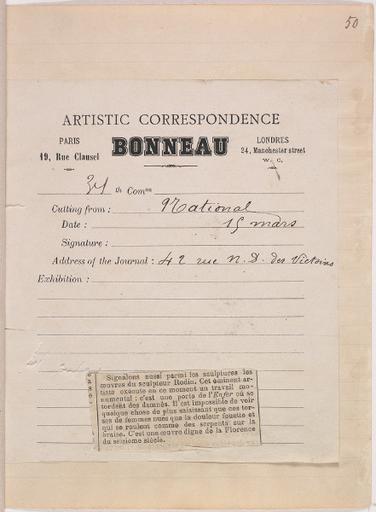 50
ARTISTIC CORRESPONDENCE
PARIS
19, Rue Clausel
BONNEAU
LONDRES
24, Manchester street
W. C.
th Com^on
Cutting from : National
Date : 15 mars
Signature :
Address of the Journal : 42 rue N. D. des Victoires
Exhibition :
Signalons aussi parmi les sculptures les
œuvres du sculpteur Rodin. Cet éminent ar-
tiste exécute en ce moment un travail mo-
numental : c'est une porte de l'Enfer où se
tordent des damnés. Il est impossible de voir
quelque chose de plus saisissant que ces tor-
ses de femmes nues que la douleur fouette et
qui se roulent comme des serpents sur la
braise. C'est une œuvre digne de la Florence
du seizième siècle.